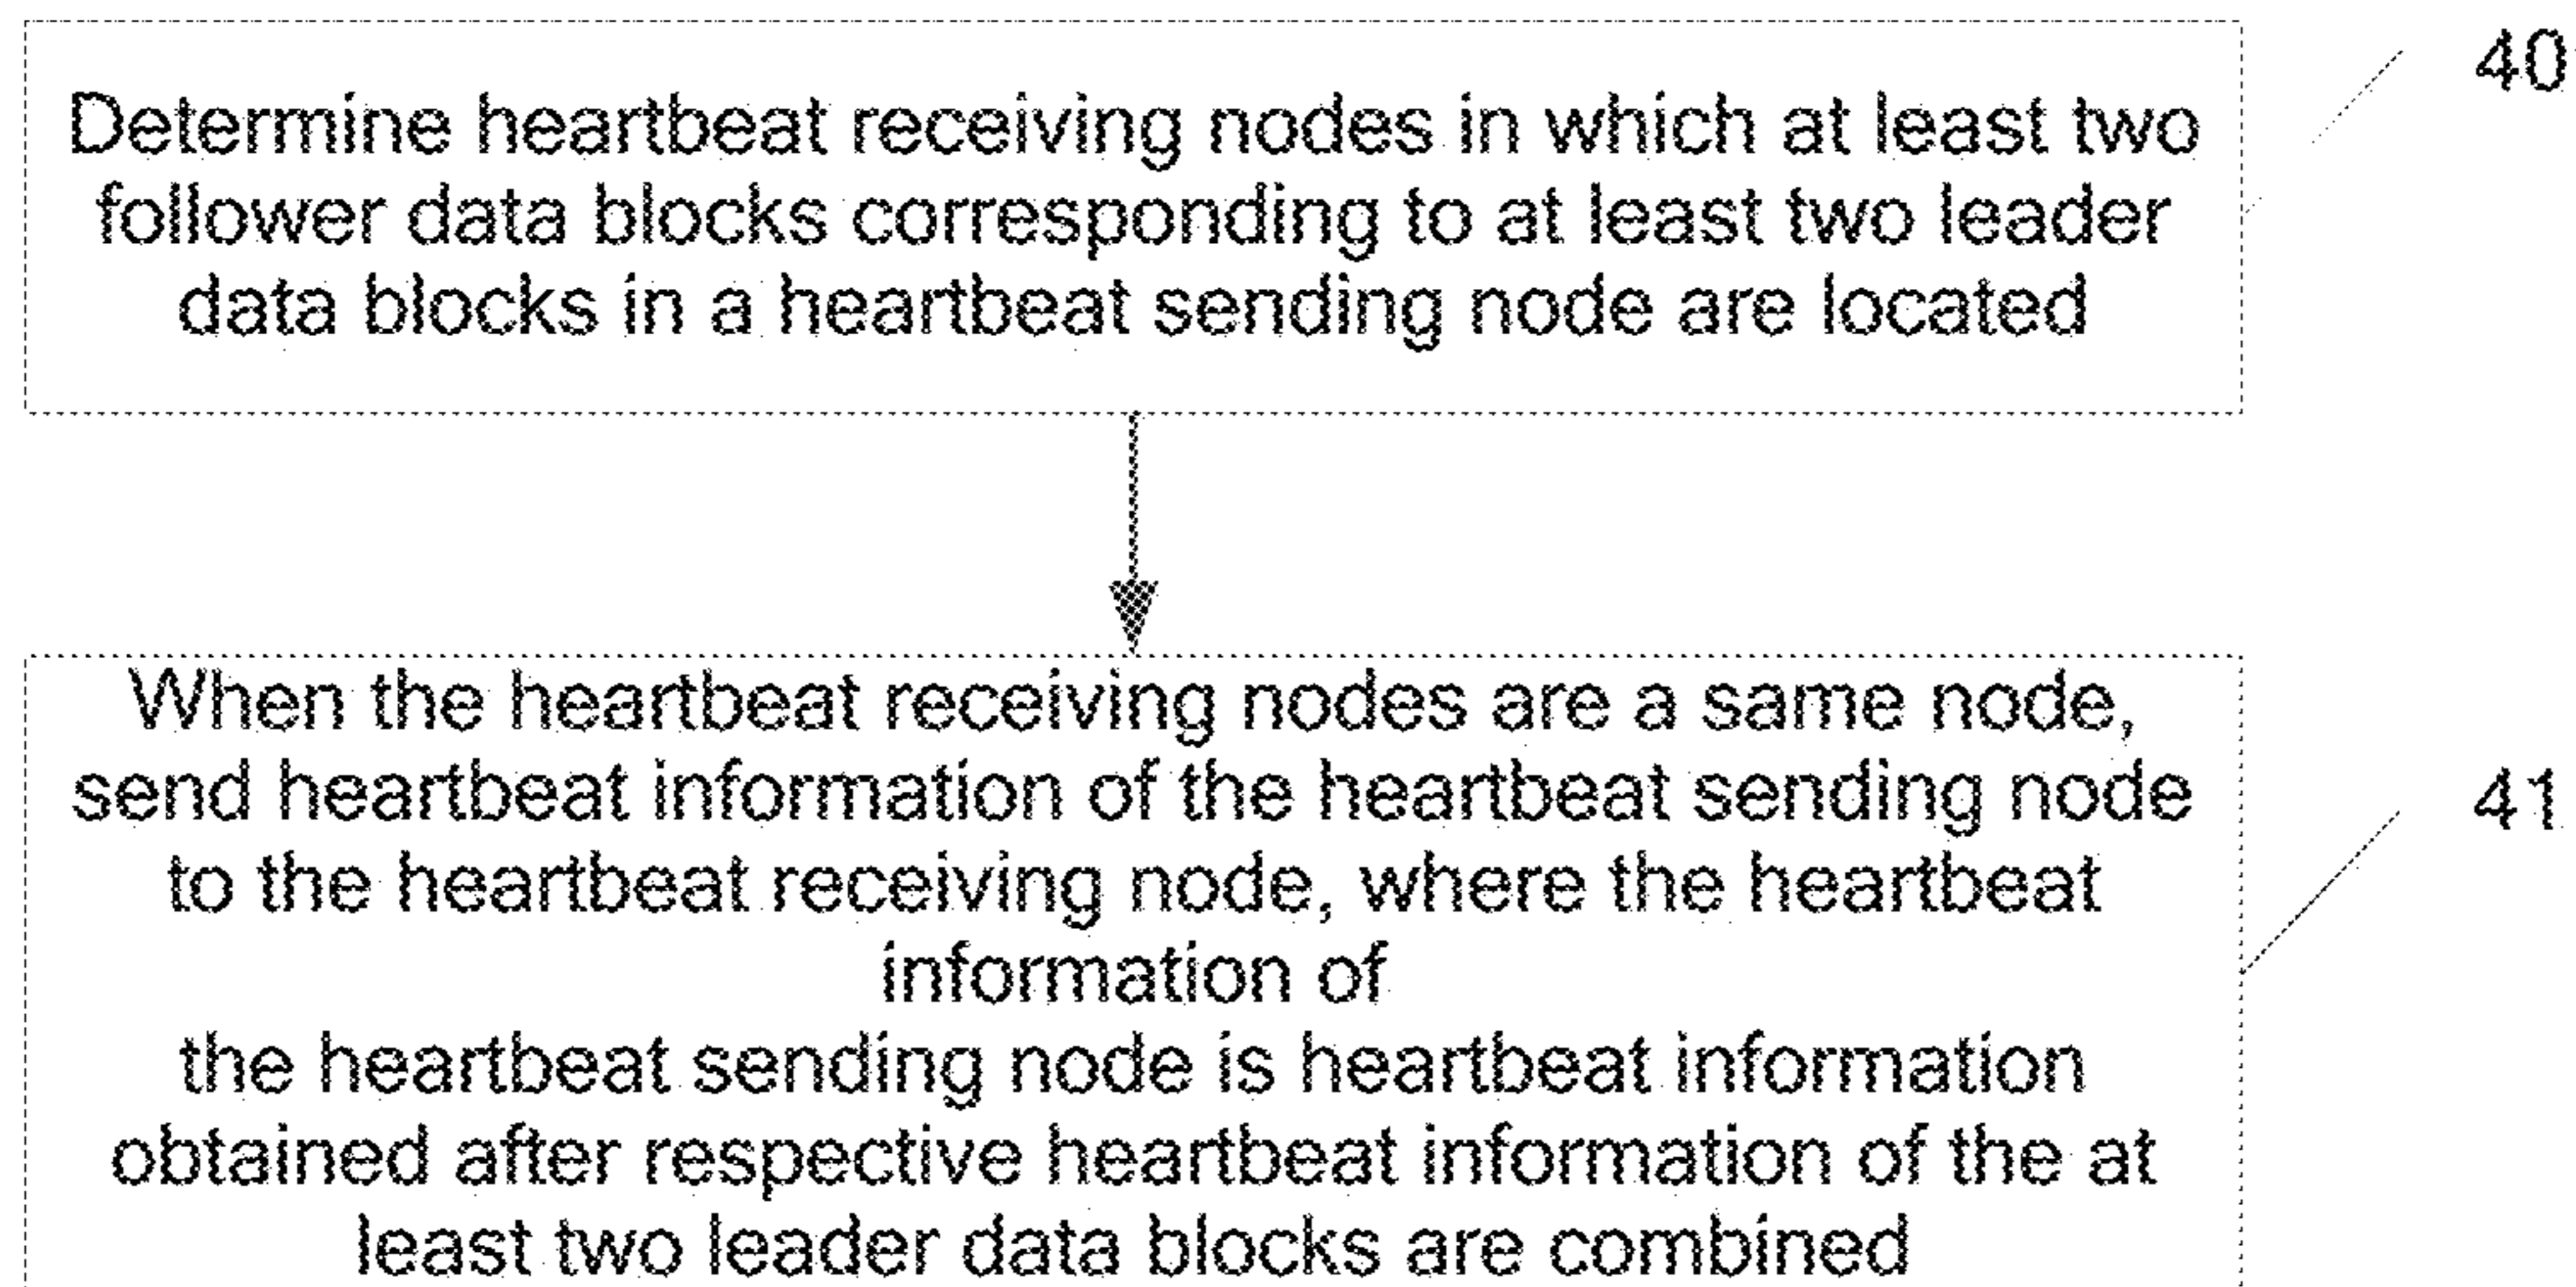 Determine heartbeat receiving nodes in which at least two
follower data blocks corresponding to at least two leader
data blocks in a heartbeat sending node are located
40
When the heartbeat receiving nodes are a same node,
send heartbeat information of the heartbeat sending node
to the heartbeat receiving node, where the heartbeat
information of
the heartbeat sending node is heartbeat information
obtained after respective heartbeat information of the at
least two leader data blocks are combined
41